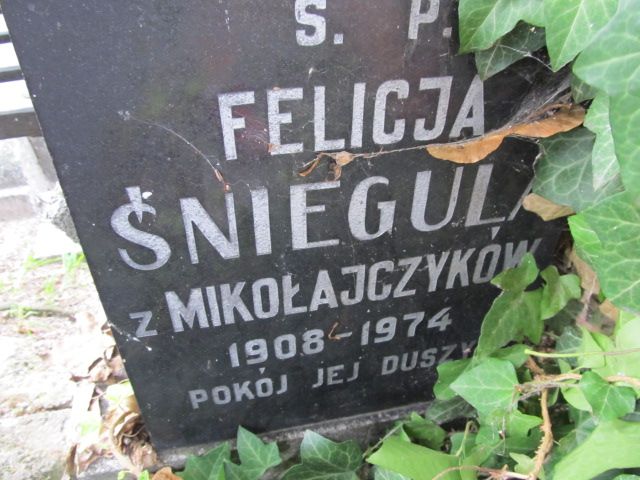 Ś. P.
FELICJA
ŚNIEGULA
z MIKOŁAJCZYKÓW
1908-1974
POKÓJ JEJ DUSZY